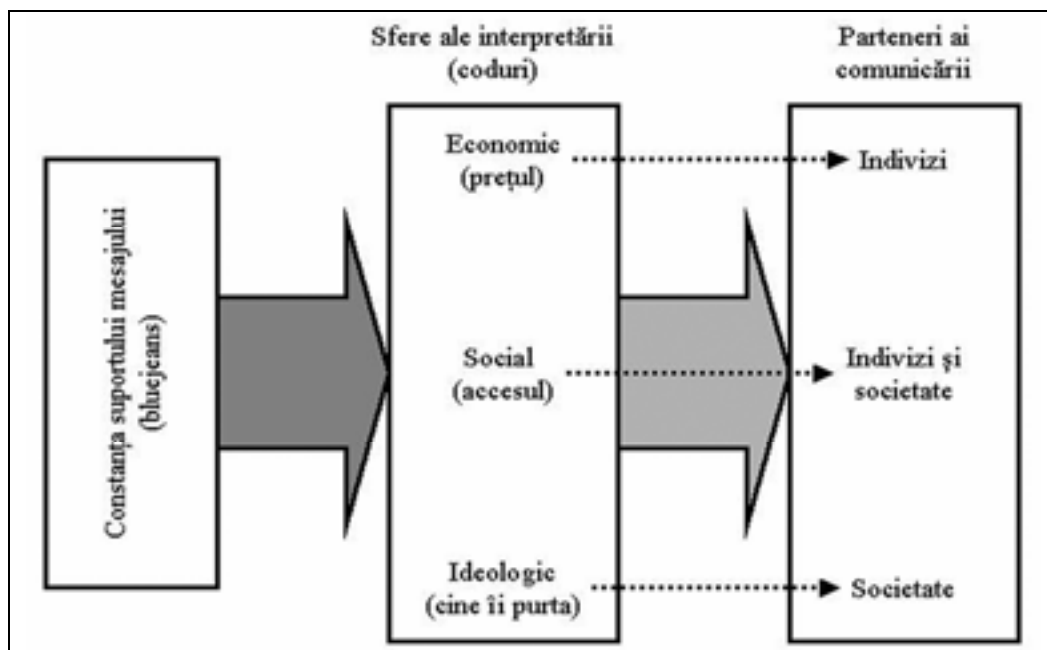 Sfere ale interpretării
(coduri)
Parteneri ai
comunicării
Constanța suportului mesajului
(bluejeans)
Economic
(prețul)
Indivizi
Social
(accesul)
Indivizi și
societate
Ideologic
(cine îi purta)
Societate